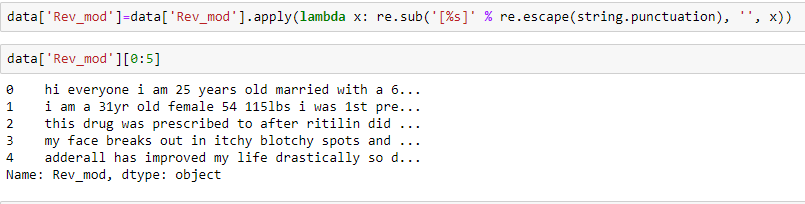 data['Rev_mod']=data['Rev_mod'].apply(lambda x: re.sub('[%s]' % re.escape(string.punctuation), '', x))
data['Rev_mod'][0:5]
0    hi everyone i am 25 years old married with a 6...
1    i am a 31yr old female 54 115lbs i was 1st pre...
2    this drug was prescribed to after ritilin did ...
3    my face breaks out in itchy blotchy spots and ...
4    adderall has improved my life drastically so d...
Name: Rev_mod, dtype: object